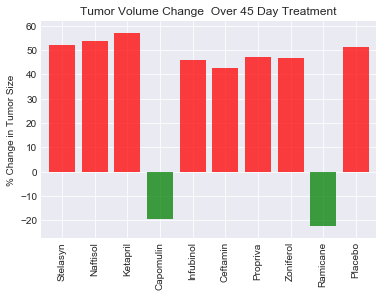 Tumor Volume Change  Over 45 Day Treatment
% Change in Tumor Size
60
50
40
30
20
10
0
−10
−20
Stelasyn
Naftisol
Ketapril
Capomulin
Infubinol
Ceftamin
Propriva
Zoniferol
Ramicane
Placebo